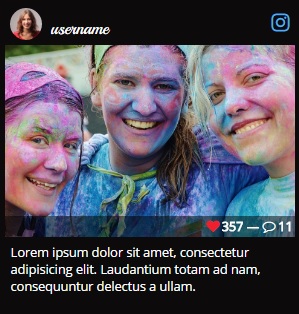 username
357 — 11
Lorem ipsum dolor sit amet, consectetur
adipisicing elit. Laudantium totam ad nam,
consequuntur delectus a ullam.